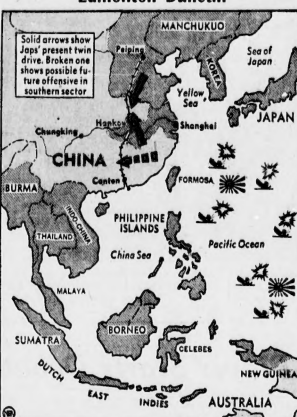 Edmonton Bulletin
Solid arrows show
Japs' present twin
drive. Broken one
shows possible fu-
ture offensive in
southern sector
MANCHUKUO
Peiping
Sea of
Japan
KOREA
Yellow
Sea
JAPAN
Hankow
Shanghai
Chungking
CHINA
Canton
FORMOSA
BURMA
INDO-CHINA
THAILAND
PHILIPPINE
ISLANDS
Pacific Ocean
China Sea
MALAYA
BORNEO
SUMATRA
CELEBES
DUTCH
EAST
INDIES
NEW GUINEA
AUSTRALIA